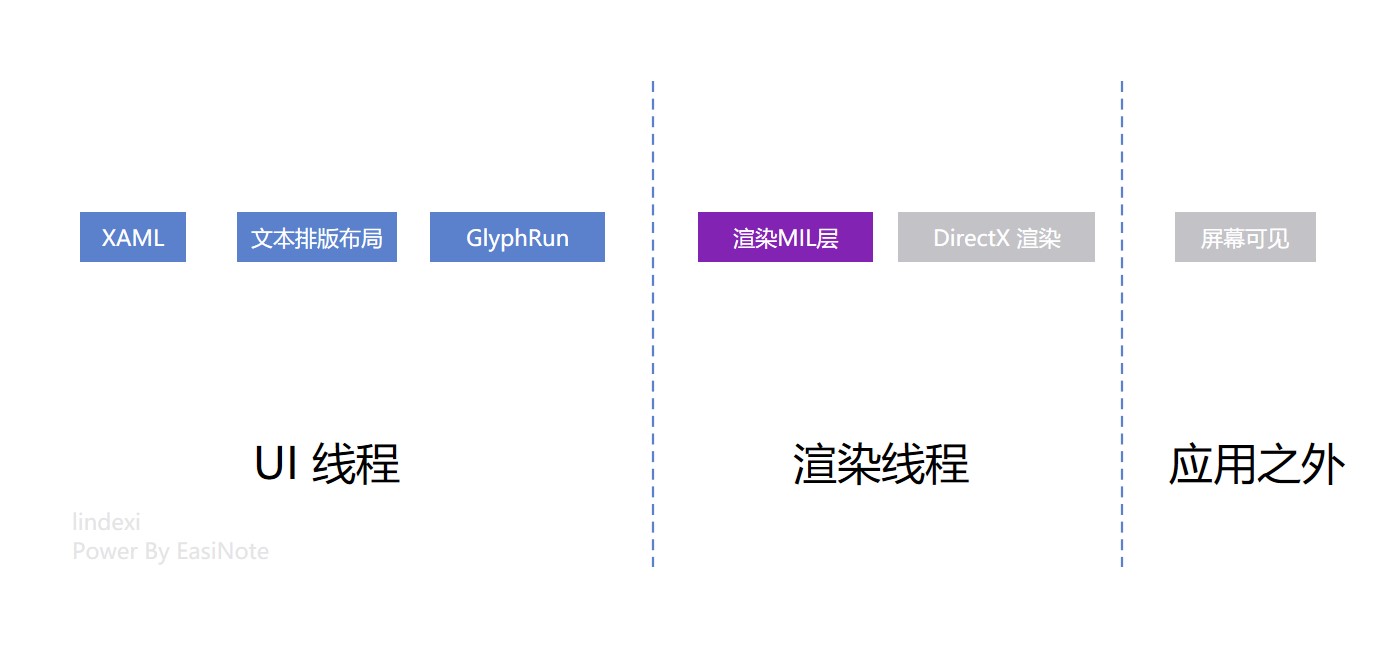 XAML
文本排版布局
GlyphRun
渲染MIL层
DirectX 渲染
屏幕可见
UI 线程
渲染线程
应用之外
lindexi
Power By EasiNote